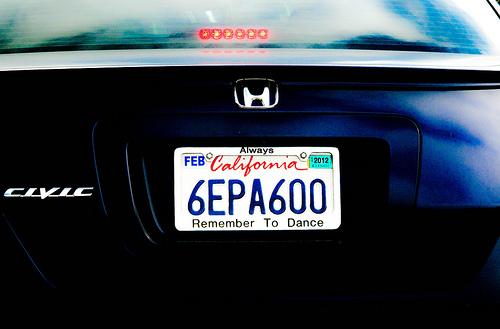 CIVIC
Always
FEB California 2012
6EPA600
Remember To Dance